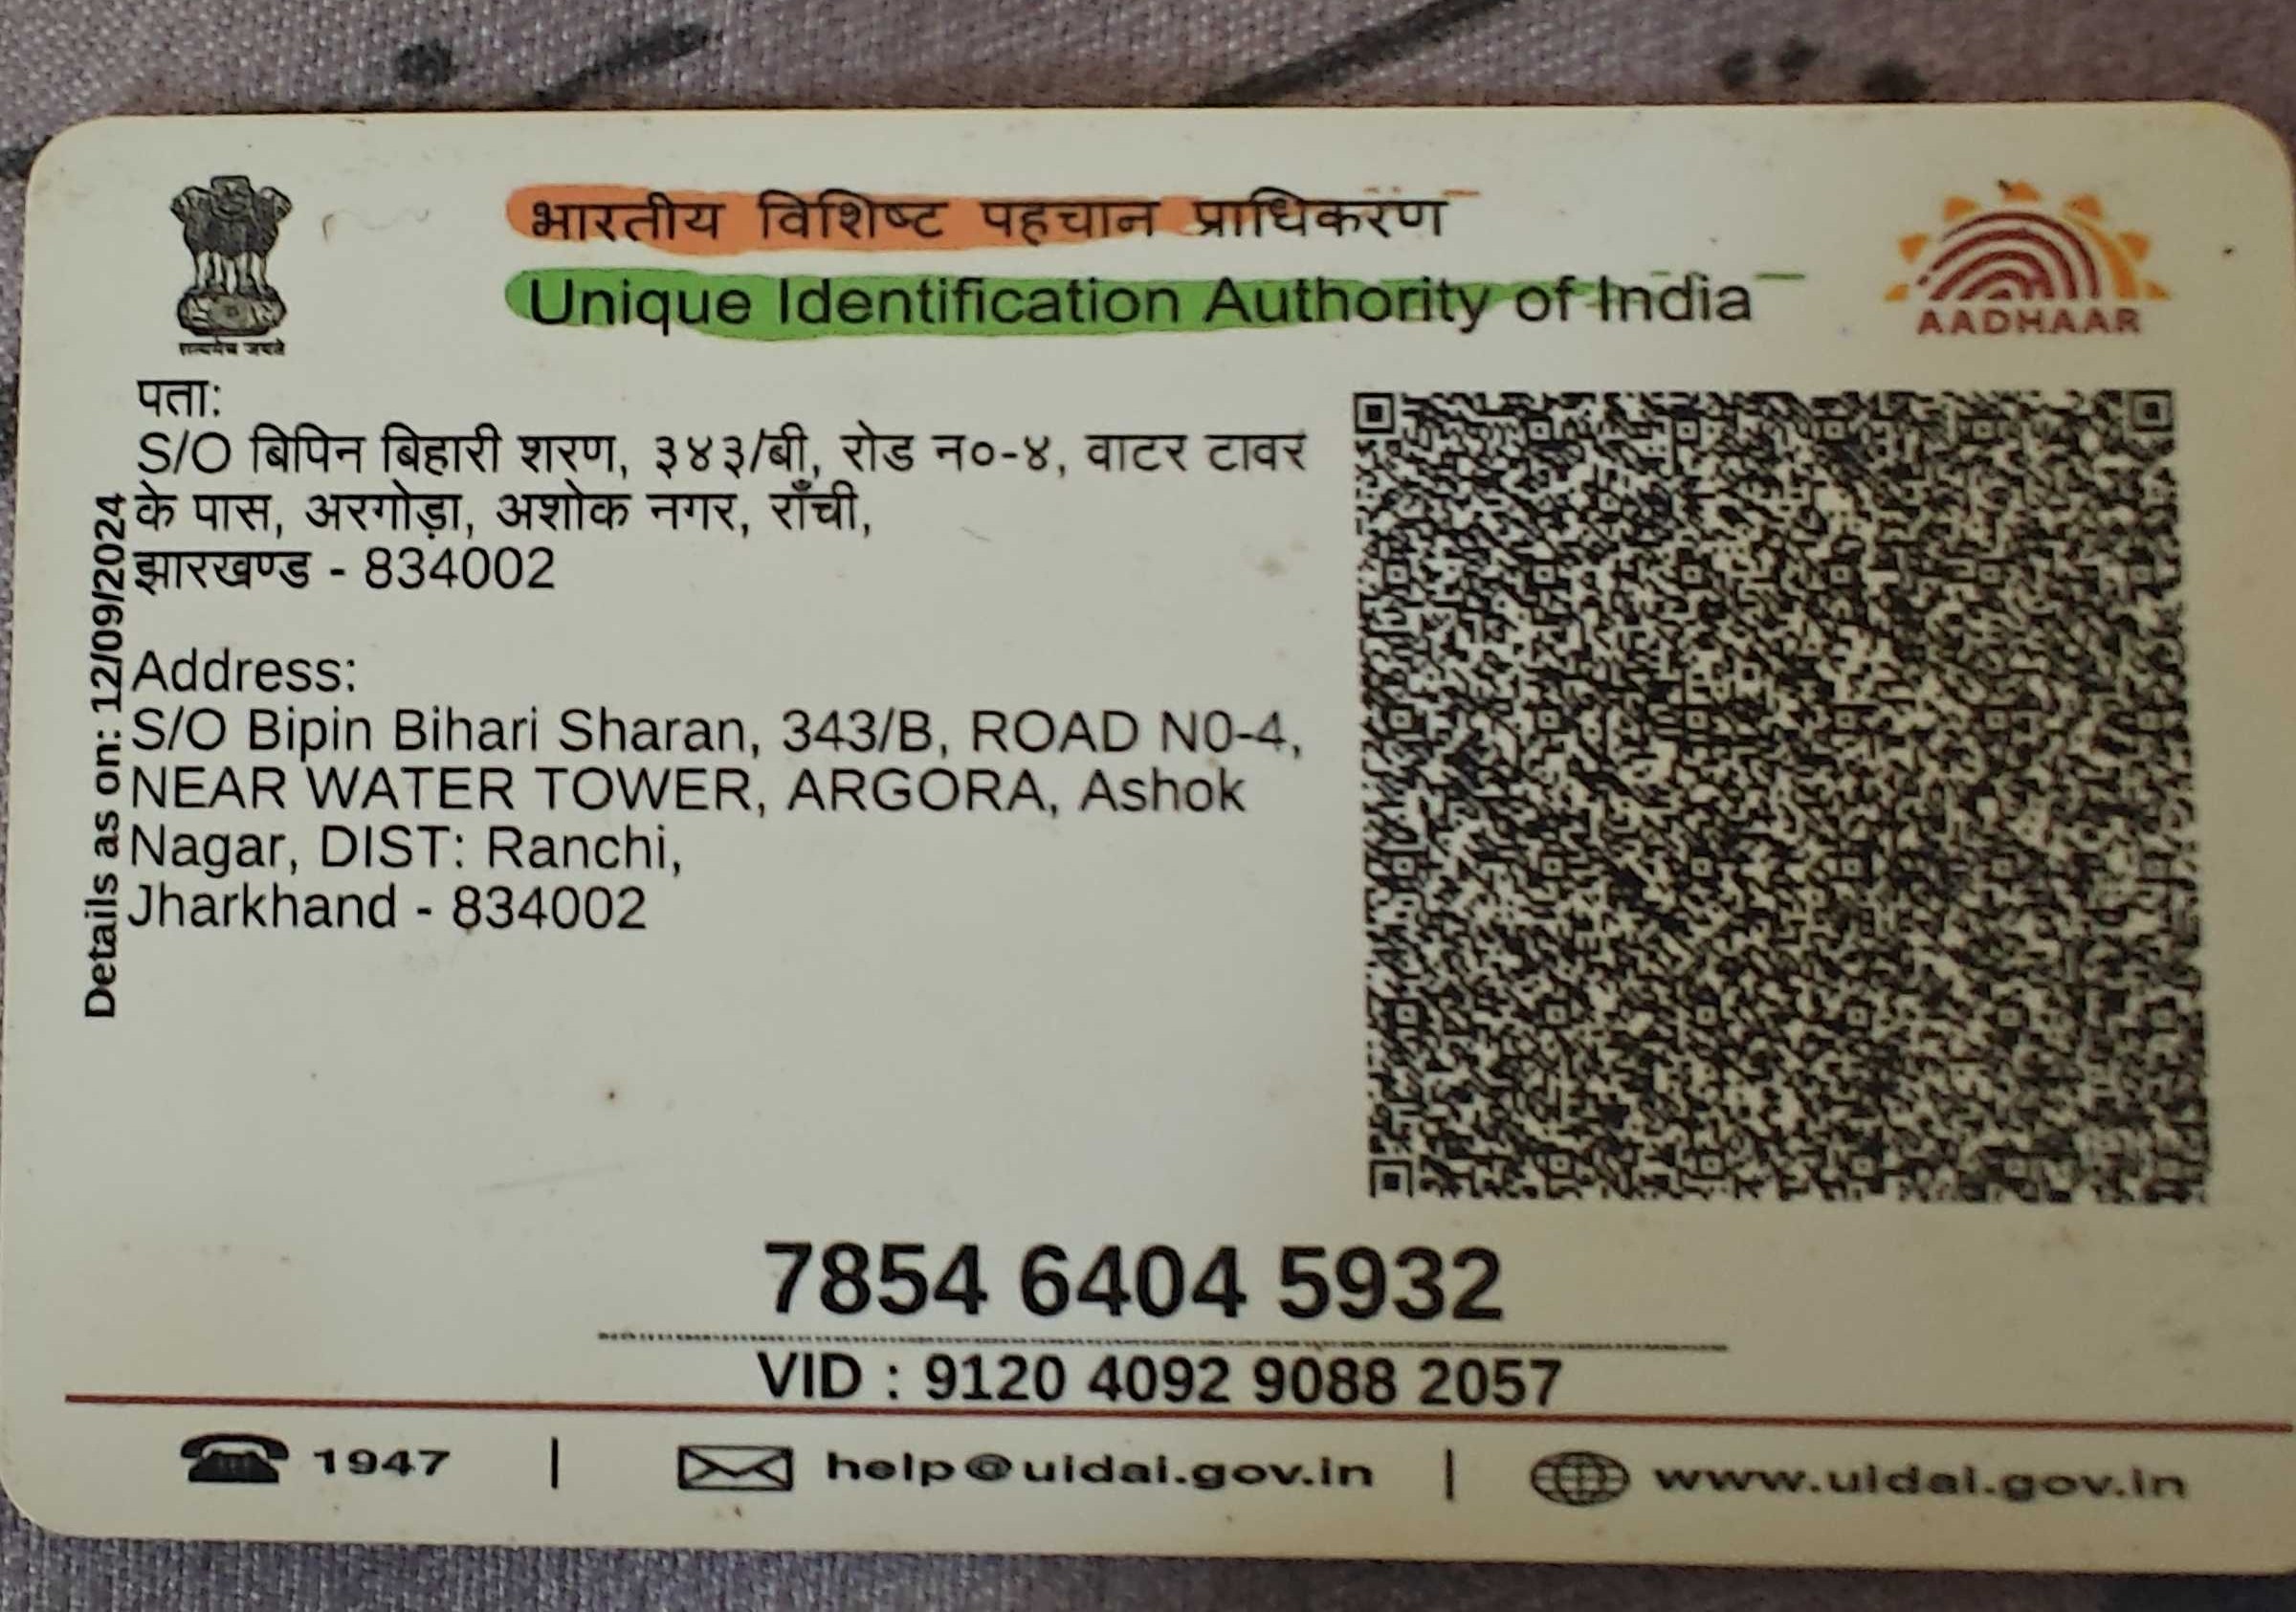 भारतीय विशिष्ट पहचान प्राधिकरण
Unique Identification Authority of India
सत्यमेव जयते
AADHAAR
पता:
S/O बिपिन बिहारी शरण, ३४३/बी, रोड न०-४, वाटर टावर
के पास, अरगोड़ा, अशोक नगर, राँची,
झारखण्ड - 834002
Address:
S/O Bipin Bihari Sharan, 343/B, ROAD N0-4,
NEAR WATER TOWER, ARGORA, Ashok
Nagar, DIST: Ranchi,
Jharkhand - 834002
Details as on: 12/09/2024
7854 6404 5932
VID : 9120 4092 9088 2057
1947 | help@uidai.gov.in | www.uidai.gov.in